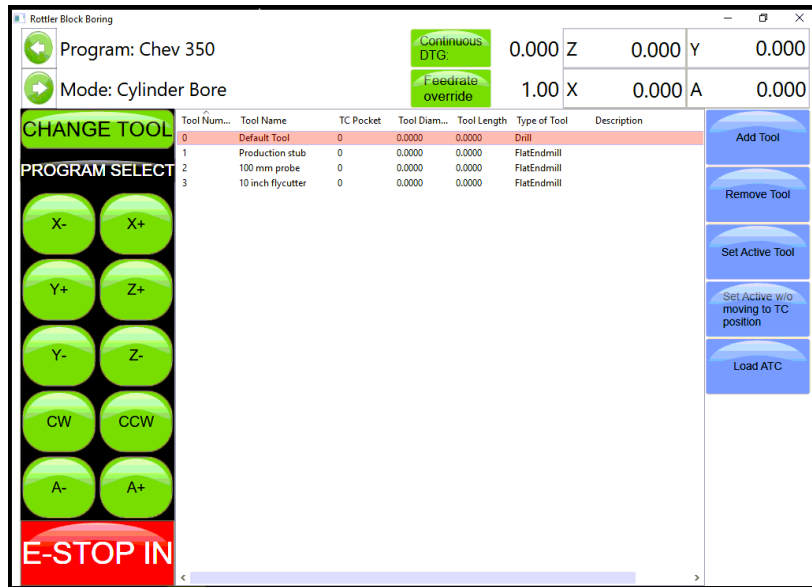 Rottler Block Boring
Program: Chev 350
Continuous DTG: 0.000 Z 0.000 Y 0.000
Mode: Cylinder Bore
Feedrate override 1.00 X 0.000 A 0.000
CHANGE TOOL
PROGRAM SELECT
X- X+
Y+ Z+
Y- Z-
CW CCW
A- A+
E-STOP IN
Tool Num... Tool Name TC Pocket Tool Diam... Tool Length Type of Tool Description
0 Default Tool 0 0.0000 0.0000 Drill
1 Production stub 0 0.0000 0.0000 FlatEndmill
2 100 mm probe 0 0.0000 0.0000 FlatEndmill
3 10 inch flycutter 0 0.0000 0.0000 FlatEndmill
Add Tool
Remove Tool
Set Active Tool
Set Active w/o
moving to TC
position
Load ATC